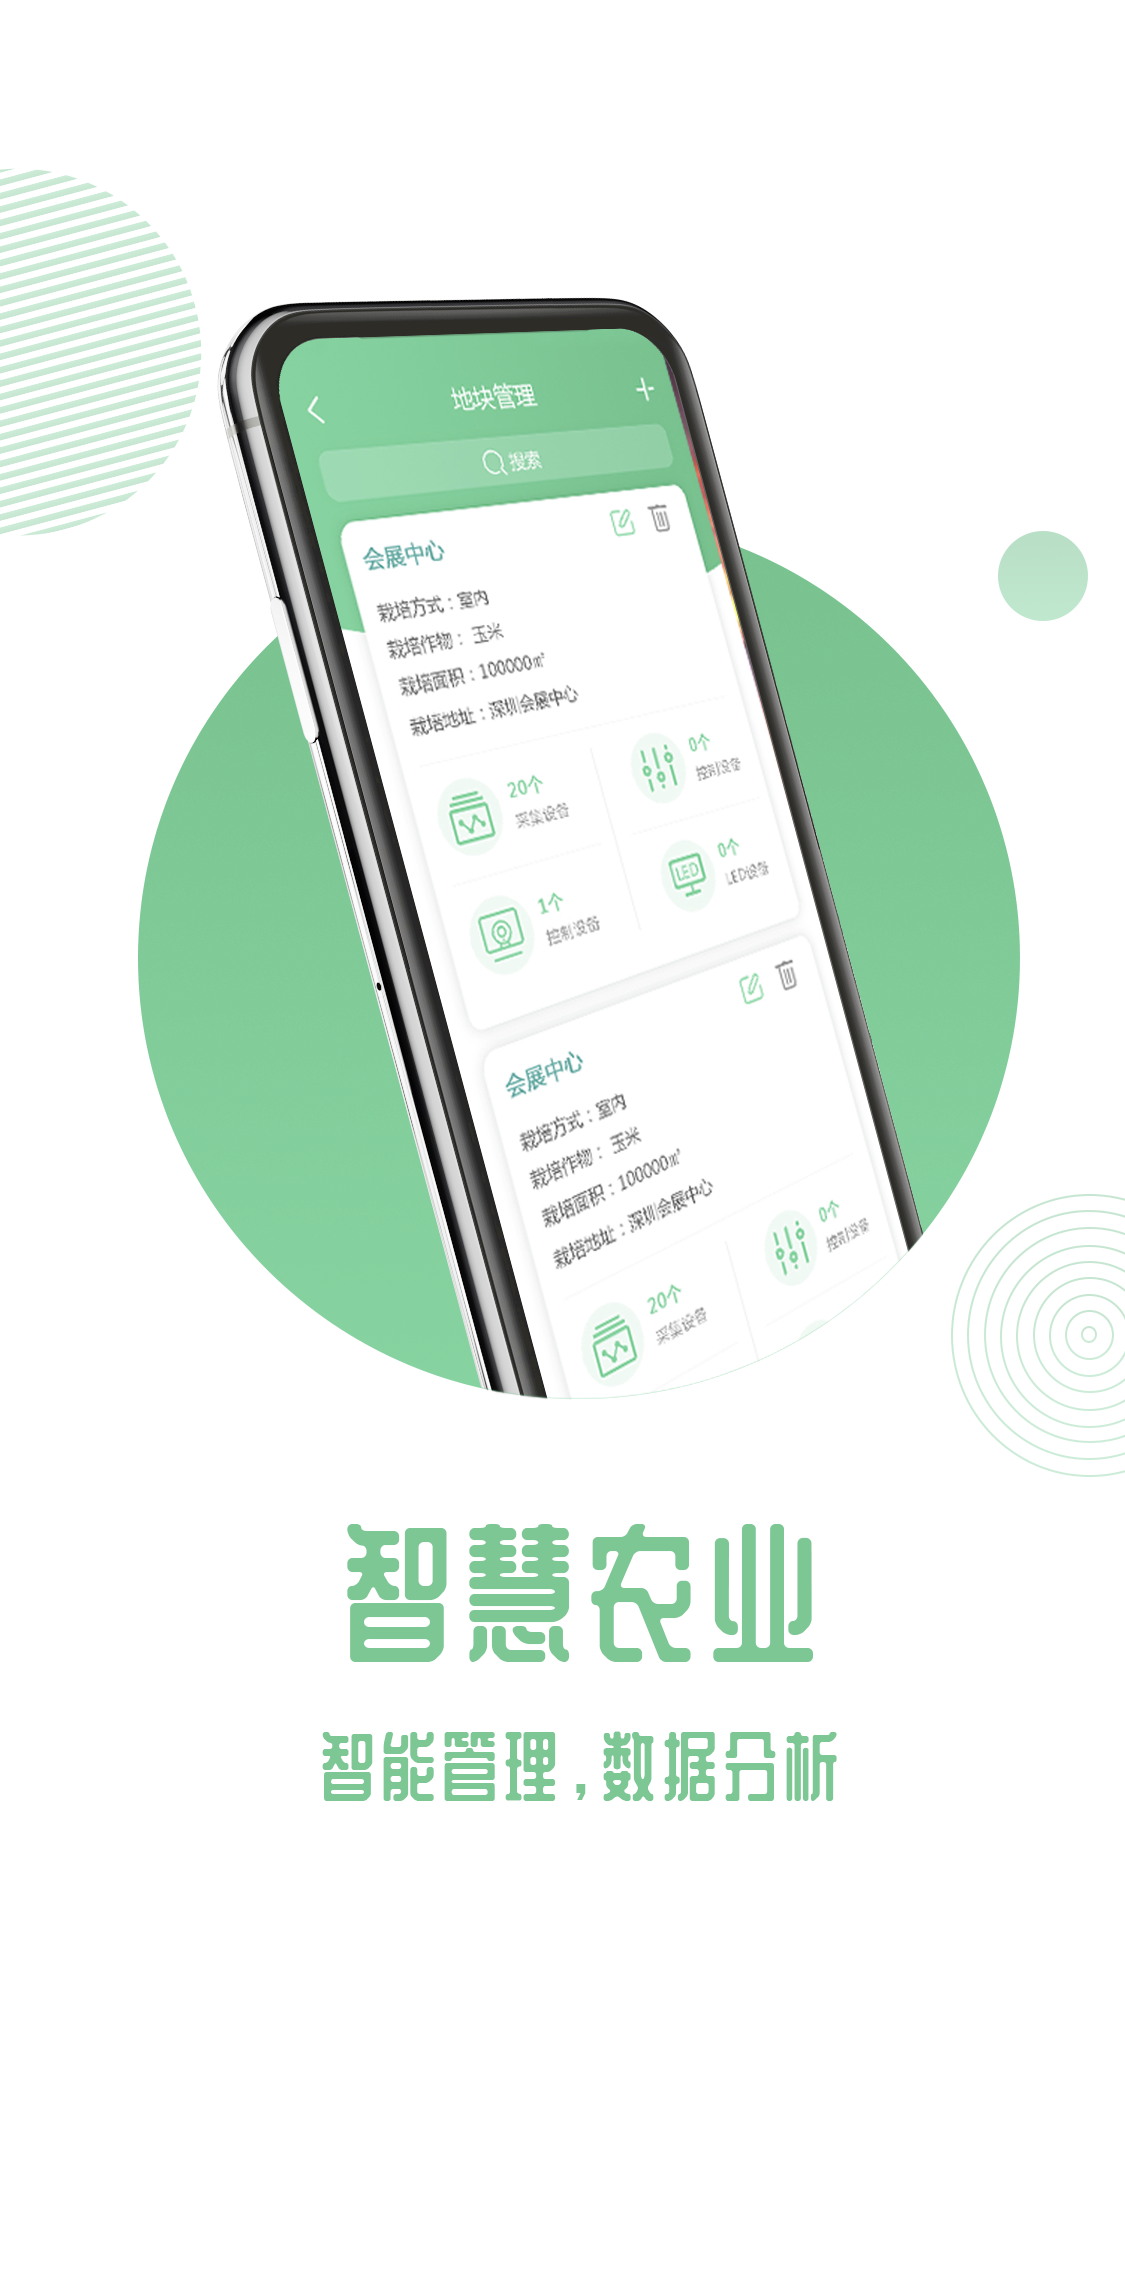 地块管理
搜索
会展中心
栽培方式：室内
栽培作物： 玉米
栽培面积：100000㎡
栽培地址：深圳会展中心
20个
采集设备
0个
控制设备
1个
控制设备
0个
LED
LED设备
会展中心
栽培方式：室内
栽培作物： 玉米
栽培面积：100000㎡
栽培地址：深圳会展中心
20个
采集设备
0个
控制设备
智慧农业
智能管理,数据分析